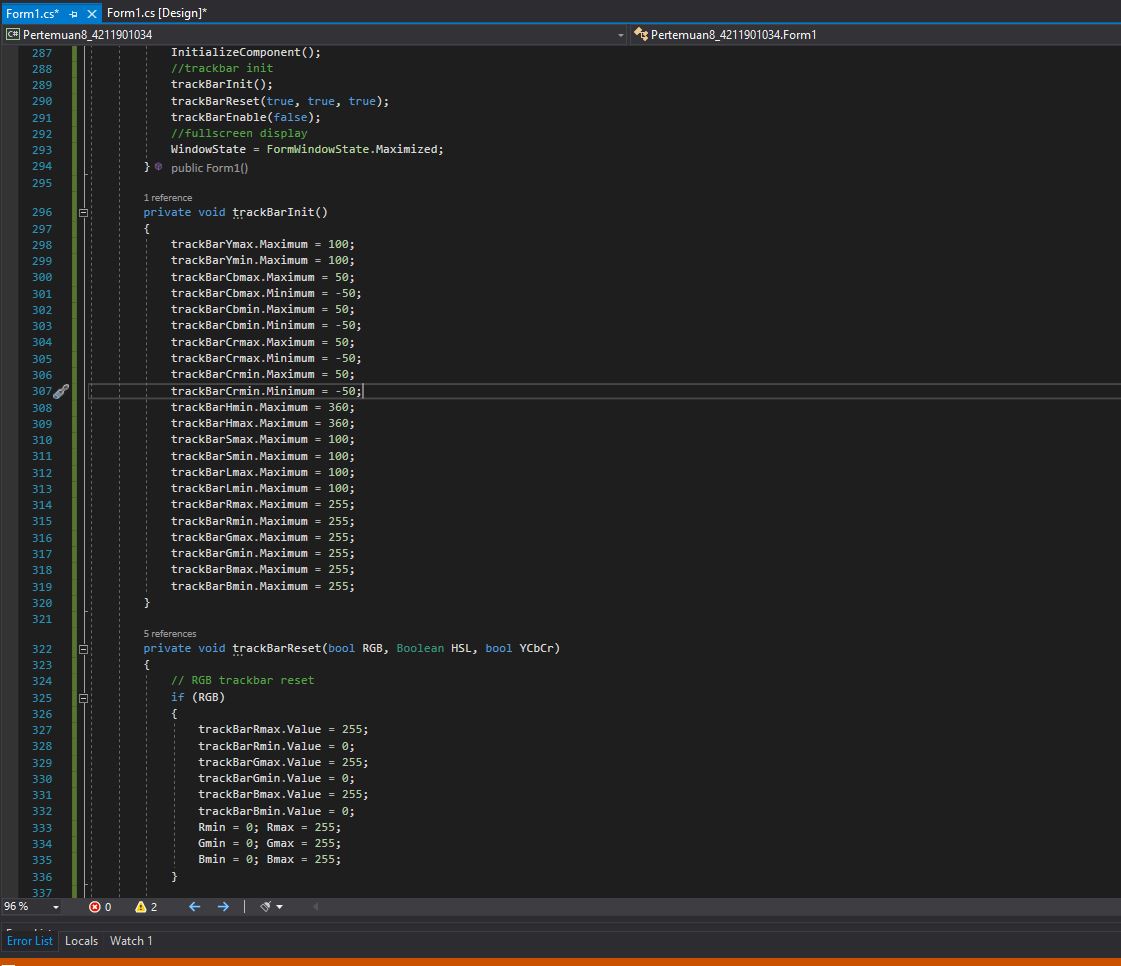 Form1.cs*
Form1.cs [Design]*
C# Pertemuan8_4211901034
Pertemuan8_4211901034.Form1
287 InitializeComponent();
288 //trackbar init
289 trackBarInit();
290 trackBarReset(true, true, true);
291 trackBarEnable(false);
292 //fullscreen display
293 WindowState = FormWindowState.Maximized;
294 } public Form1()
295
1 reference
296 private void trackBarInit()
297 {
298 trackBarYmax.Maximum = 100;
299 trackBarYmin.Maximum = 100;
300 trackBarCbmax.Maximum = 50;
301 trackBarCbmax.Minimum = -50;
302 trackBarCbmin.Maximum = 50;
303 trackBarCbmin.Minimum = -50;
304 trackBarCrmax.Maximum = 50;
305 trackBarCrmax.Minimum = -50;
306 trackBarCrmin.Maximum = 50;
307 trackBarCrmin.Minimum = -50;
308 trackBarHmin.Maximum = 360;
309 trackBarHmax.Maximum = 360;
310 trackBarSmax.Maximum = 100;
311 trackBarSmin.Maximum = 100;
312 trackBarLmax.Maximum = 100;
313 trackBarLmin.Maximum = 100;
314 trackBarRmax.Maximum = 255;
315 trackBarRmin.Maximum = 255;
316 trackBarGmax.Maximum = 255;
317 trackBarGmin.Maximum = 255;
318 trackBarBmax.Maximum = 255;
319 trackBarBmin.Maximum = 255;
320 }
321
5 references
322 private void trackBarReset(bool RGB, Boolean HSL, bool YCbCr)
323 {
324 // RGB trackbar reset
325 if (RGB)
326 {
327 trackBarRmax.Value = 255;
328 trackBarRmin.Value = 0;
329 trackBarGmax.Value = 255;
330 trackBarGmin.Value = 0;
331 trackBarBmax.Value = 255;
332 trackBarBmin.Value = 0;
333 Rmin = 0; Rmax = 255;
334 Gmin = 0; Gmax = 255;
335 Bmin = 0; Bmax = 255;
336 }
337
96 % 0 2
Error List Locals Watch 1